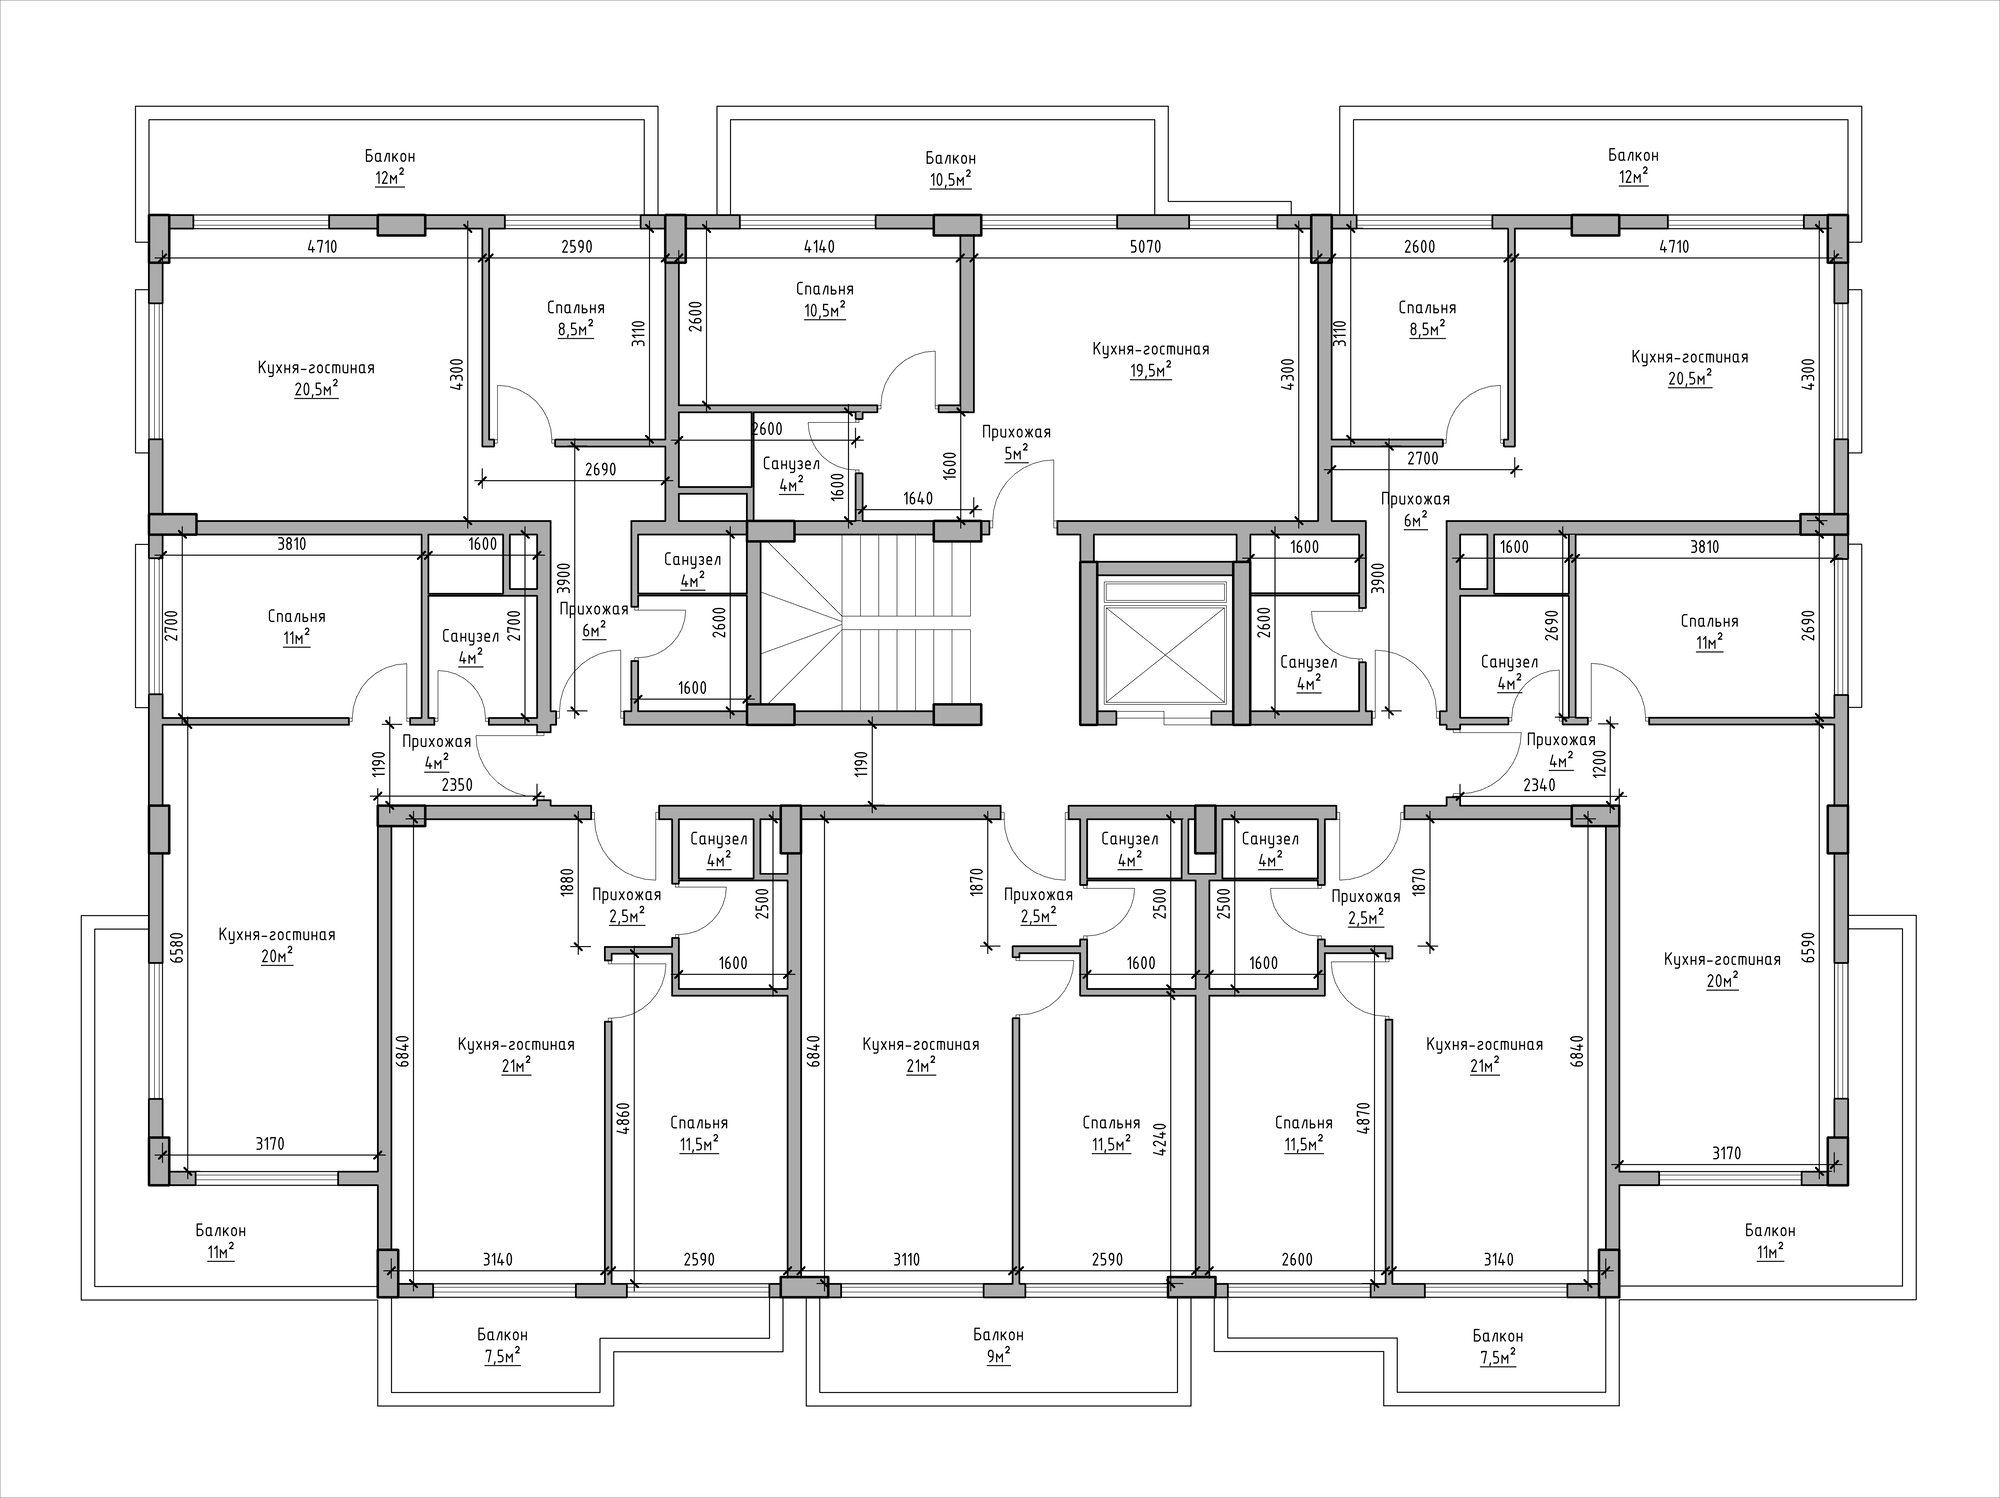 Балкон
12м²
Балкон
10,5м²
Балкон
12м²
4710
2590
4140
5070
2600
4710
Спальня
8,5м²
3110
2600
Спальня
10,5м²
Кухня-гостиная
19,5м²
4300
3110
Спальня
8,5м²
Кухня-гостиная
20,5м²
4300
Кухня-гостиная
20,5м²
4300
2690
2600
Санузел
4м²
1600
1600
1640
Прихожая
5м²
2700
Прихожая
6м²
3810
1600
3900
Санузел
4м²
1600
3900
1600
3810
2700
Спальня
11м²
Санузел
4м²
2700
Прихожая
6м²
2600
1600
2600
Санузел
4м²
Санузел
4м²
2690
Спальня
11м²
2690
Прихожая
4м²
1190
2350
1190
Прихожая
4м²
1200
2340
Санузел
4м²
Санузел
4м²
Санузел
4м²
1880
Прихожая
2,5м²
2500
1870
Прихожая
2,5м²
2500
2500
Прихожая
2,5м²
1870
1600
1600
1600
Кухня-гостиная
20м²
6580
Кухня-гостиная
20м²
6590
6840
Кухня-гостиная
21м²
6840
Кухня-гостиная
21м²
Кухня-гостиная
21м²
6840
4860
Спальня
11,5м²
Спальня
11,5м²
4240
Спальня
11,5м²
4870
3170
3170
Балкон
11м²
Балкон
11м²
3140
2590
3110
2590
2600
3140
Балкон
7,5м²
Балкон
9м²
Балкон
7,5м²